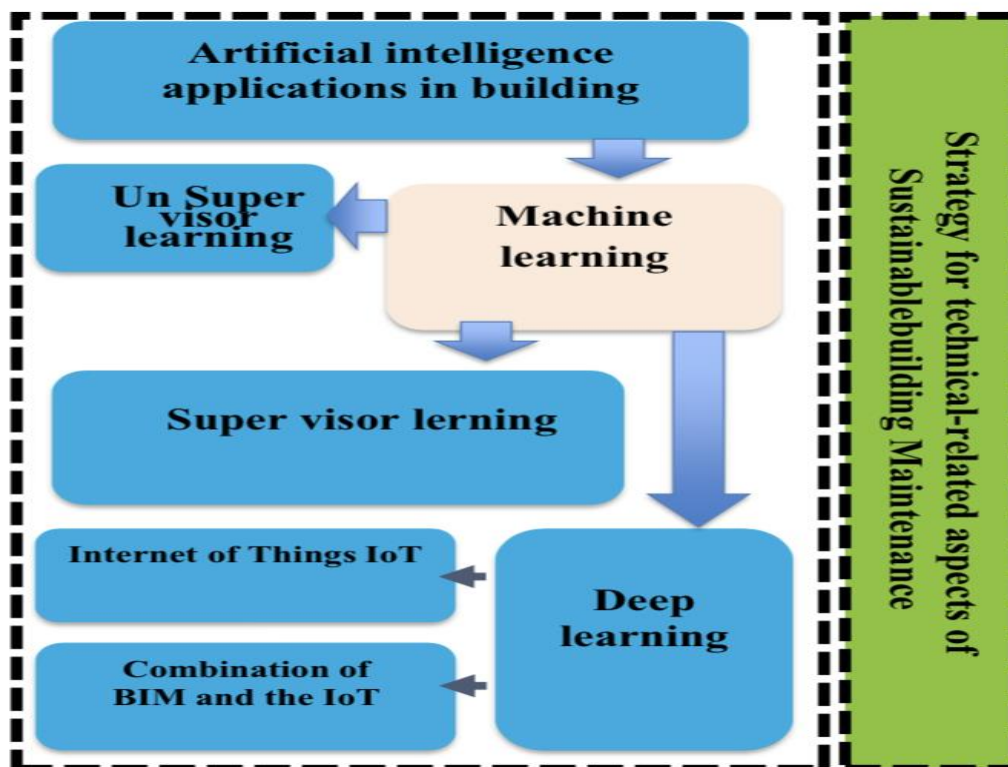 Artificial intelligence
applications in building
Un Super
visor
learning
Machine
learning
Super visor lerning
Internet of Things IoT
Deep
learning
Combination of
BIM and the IoT
Strategy for technical-related aspects of
Sustainablebuilding Maintenance